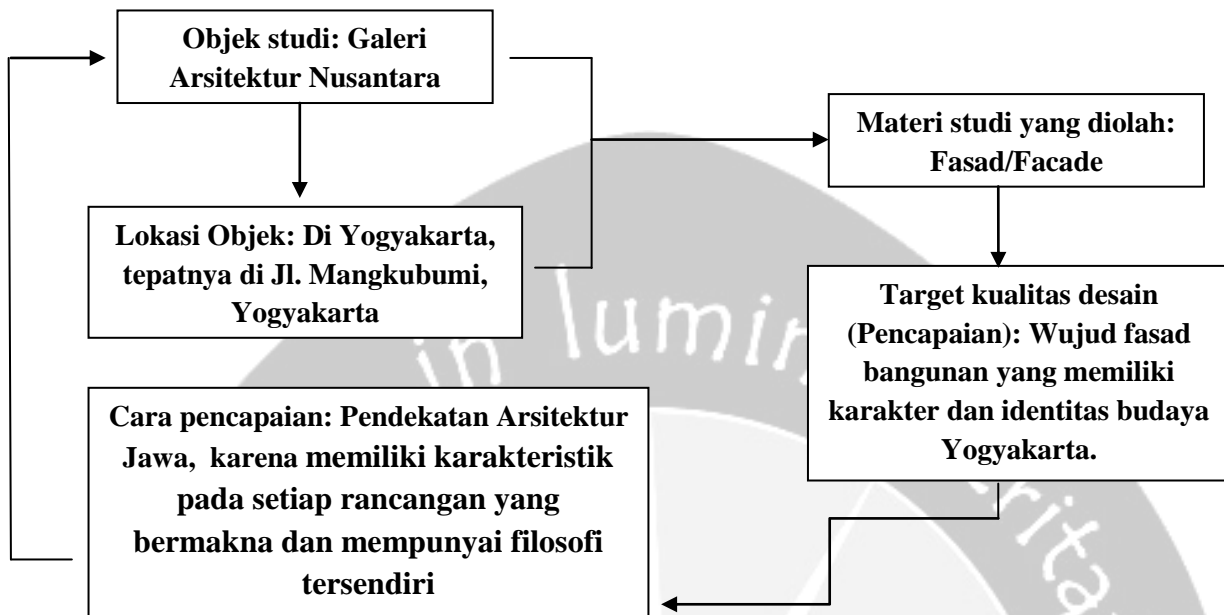 Objek studi: Galeri
Arsitektur Nusantara
Materi studi yang diolah:
Fasad/Facade
Lokasi Objek: Di Yogyakarta,
tepatnya di Jl. Mangkubumi,
Yogyakarta
Target kualitas desain
(Pencapaian): Wujud fasad
bangunan yang memiliki
karakter dan identitas budaya
Yogyakarta.
Cara pencapaian: Pendekatan Arsitektur
Jawa, karena memiliki karakteristik
pada setiap rancangan yang
bermakna dan mempunyai filosofi
tersendiri
in lumin